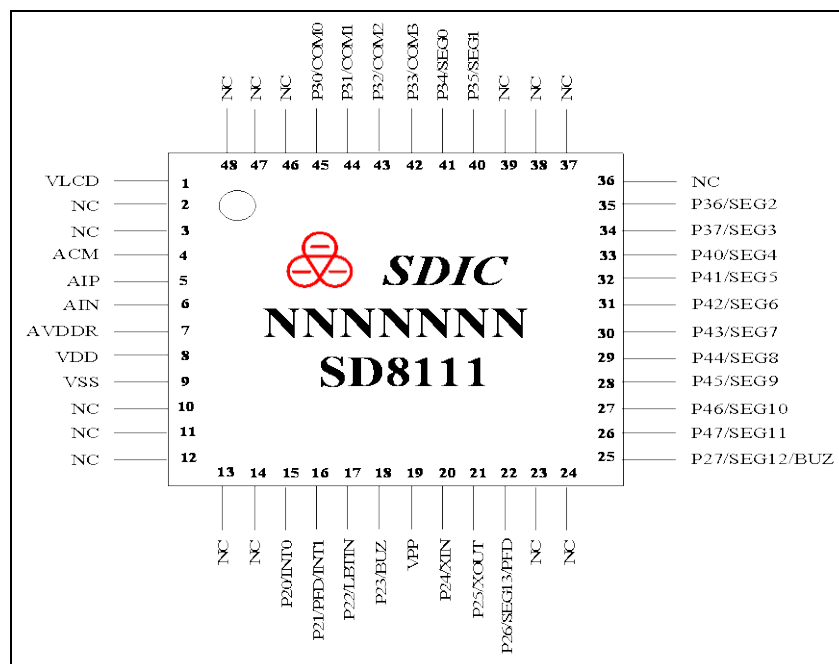 NC
NC
NC
P30/COM0
P31/COM1
P32/COM2
P33/COM3
P34/SEG0
P35/SEG1
NC
NC
NC
48 47 46 45 44 43 42 41 40 39 38 37
VLCD 1 36 NC
NC 2 35 P36/SEG2
NC 3 34 P37/SEG3
ACM 4 33 P40/SEG4
AIP 5 32 P41/SEG5
AIN 6 31 P42/SEG6
AVDDR 7 30 P43/SEG7
VDD 8 29 P44/SEG8
VSS 9 28 P45/SEG9
NC 10 27 P46/SEG10
NC 11 26 P47/SEG11
NC 12 25 P27/SEG12/BUZ
SDIC
NNNNNNN
SD8111
13 14 15 16 17 18 19 20 21 22 23 24
NC
NC
P20/INT0
P21/PFD/INT1
P22/LBTIN
P23/BUZ
VPP
P24/XIN
P25/XOUT
P26/SEG13/PFD
NC
NC